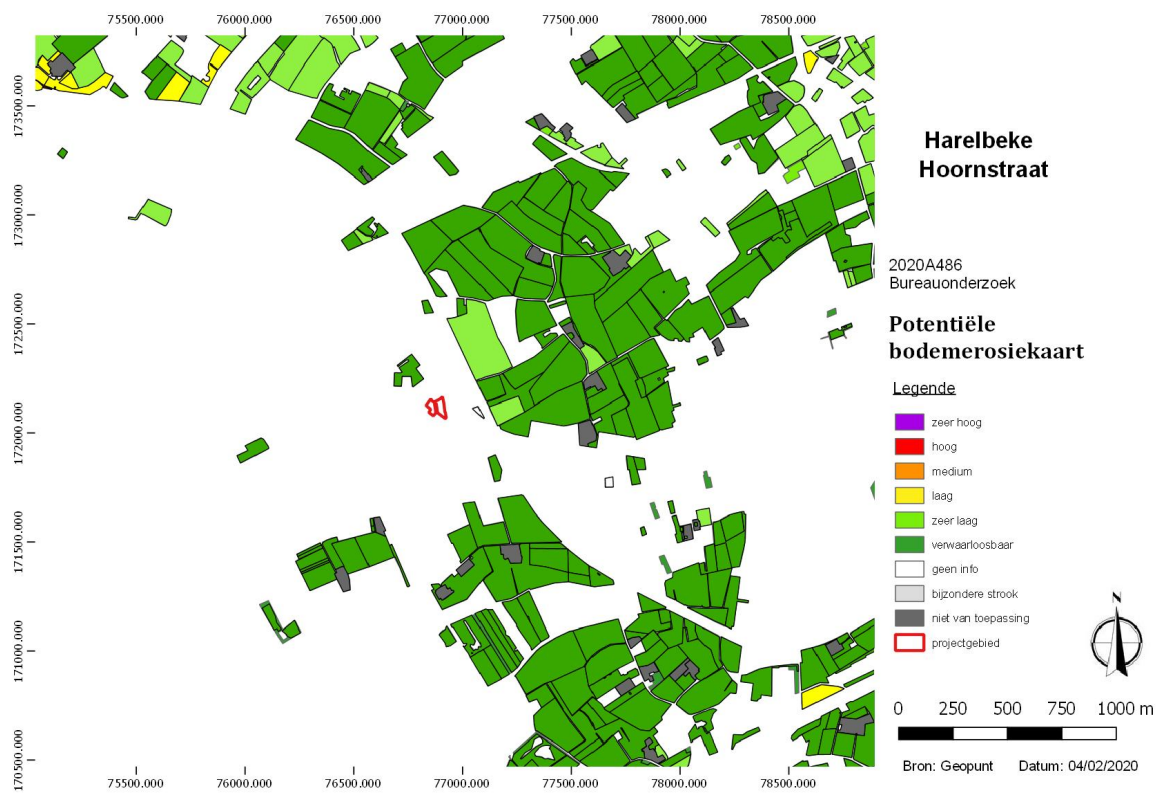 75500.000 76000.000 76500.000 77000.000 77500.000 78000.000 78500.000
173500.000
173000.000
172500.000
172000.000
171500.000
171000.000
170500.000
75500.000 76000.000 76500.000 77000.000 77500.000 78000.000 78500.000
Harelbeke
Hoornstraat
2020A486
Bureauonderzoek
Potentiële
bodemerosiekaart
Legende
zeer hoog
hoog
medium
laag
zeer laag
verwaarloosbaar
geen info
bijzondere strook
niet van toepassing
projectgebied
N
0 250 500 750 1000 m
Bron: Geopunt Datum: 04/02/2020